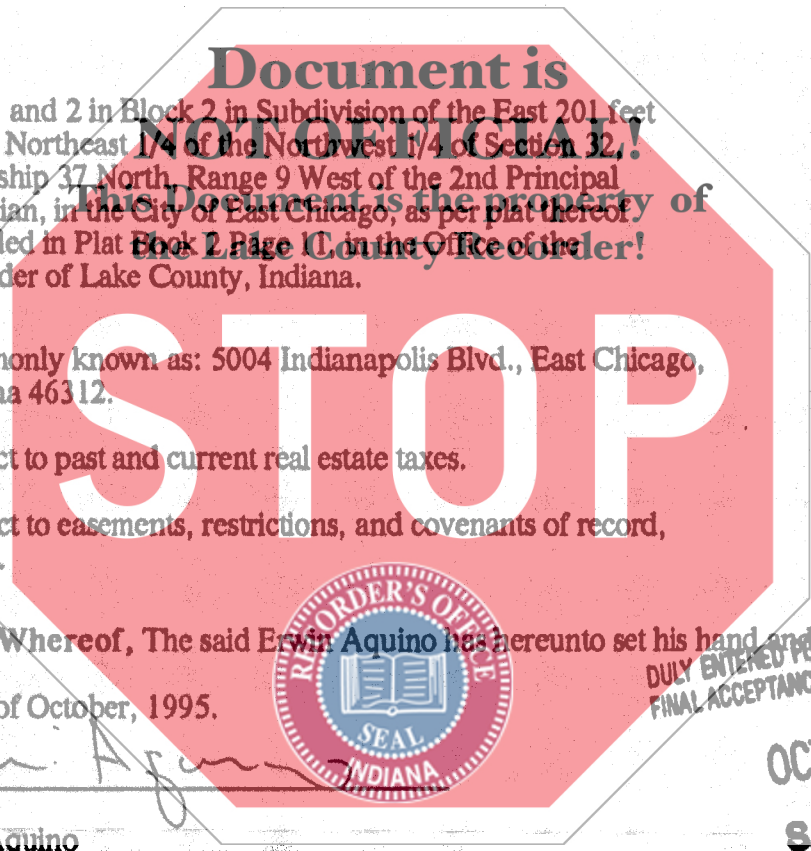 Document is
and 2 in Block 2 in Subdivision of the East 201 feet
NOT OFFICIAL!
Northeast 1/4 of the Northwest 1/4 of Section 32,
ship 37 North, Range 9 West of the 2nd Principal
This Document is the property of
ian, in the City of East Chicago, as per plat thereof
the Lake County Recorder!
ed in Plat Book 2 Page 1C, in the Office of the
der of Lake County, Indiana.
STOP
only known as: 5004 Indianapolis Blvd., East Chicago,
a 46312.
ct to past and current real estate taxes.
ct to easements, restrictions, and covenants of record,
RECORDER'S OFFICE
SEAL
INDIANA
Whereof, The said Erwin Aquino has hereunto set his hand and
DULY ENTERED
FINAL ACCEPTANC
of October, 1995.
OCT
Aquino
Aquino
S